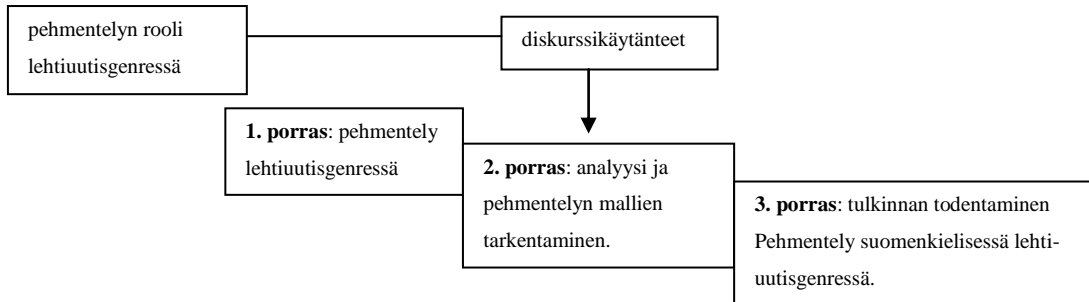 pehmentelyn rooli
lehtiuutisgenressä
diskurssikäytänteet
1. porras: pehmentely
lehtiuutisgenressä
2. porras: analyysi ja
pehmentelyn mallien
tarkentaminen.
3. porras: tulkinnan todentaminen
Pehmentely suomenkielisessä lehti-
uutisgenressä.